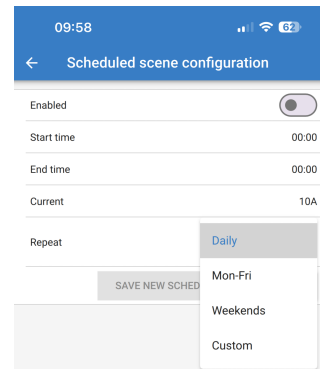 09:58
62
Scheduled scene configuration
Enabled
Start time 00:00
End time 00:00
Current 10A
Repeat
Daily
Mon-Fri
Weekends
Custom
SAVE NEW SCHED